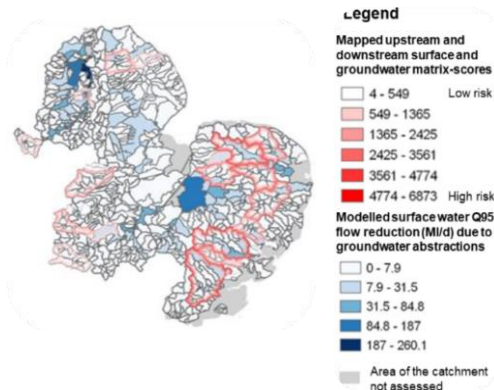 Legend
Mapped upstream and
downstream surface and
groundwater matrix-scores
4 - 549 Low risk
549 - 1365
1365 - 2425
2425 - 3561
3561 - 4774
4774 - 6873 High risk
Modelled surface water Q95
flow reduction (Ml/d) due to
groundwater abstractions
0 - 7.9
7.9 - 31.5
31.5 - 84.8
84.8 - 187
187 - 260.1
Area of the catchment
not assessed